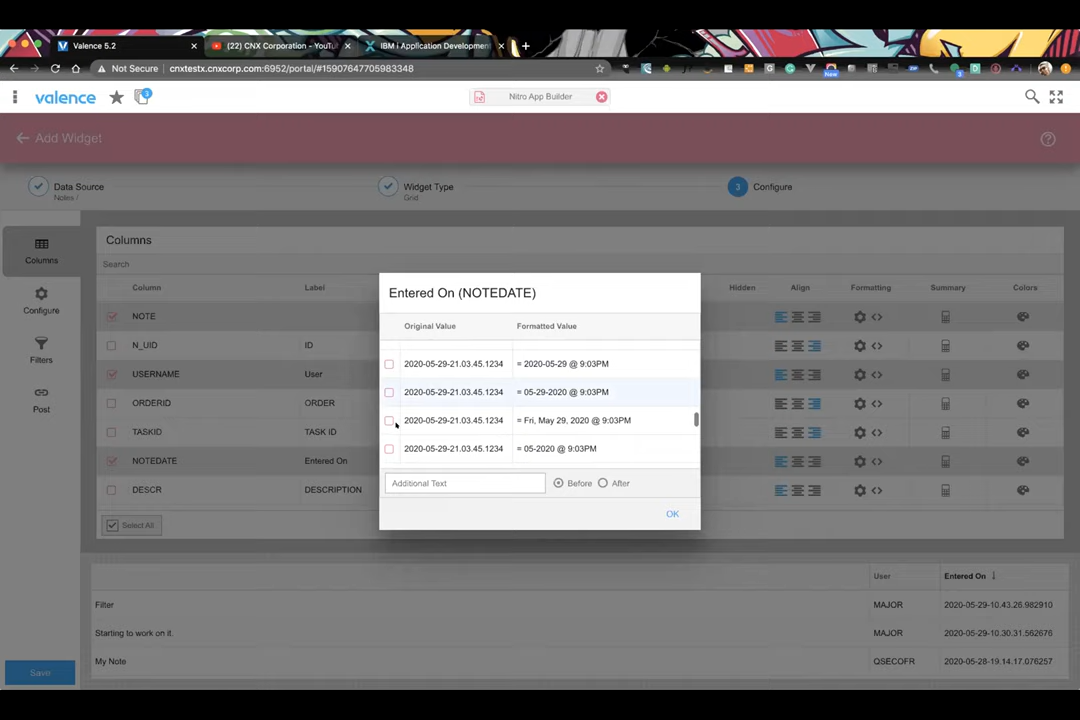 Valence 5.2
(22) CNX Corporation - YouTu
IBM i Application Developmen
Not Secure
cnxtestx.cnxcorp.com:6952/portal/#15907647705983348
New
3
valence
3
Nitro App Builder
Add Widget
Data Source
Notes /
Widget Type
Grid
3
Configure
Columns
Configure
Filters
Post
Save
Columns
Search
Column
Label
Hidden
Align
Formatting
Summary
Colors
NOTE
N_UID
ID
USERNAME
User
ORDERID
ORDER
TASKID
TASK ID
NOTEDATE
Entered On
DESCR
DESCRIPTION
Select All
Entered On (NOTEDATE)
Original Value
Formatted Value
2020-05-29-21.03.45.1234
= 2020-05-29 @ 9:03PM
2020-05-29-21.03.45.1234
= 05-29-2020 @ 9:03PM
2020-05-29-21.03.45.1234
= Fri, May 29, 2020 @ 9:03PM
2020-05-29-21.03.45.1234
= 05-2020 @ 9:03PM
Additional Text
Before
After
OK
User
Entered On
Filter
MAJOR
2020-05-29-10.43.26.982910
Starting to work on it.
MAJOR
2020-05-29-10.30.31.562676
My Note
QSECOFR
2020-05-28-19.14.17.076257